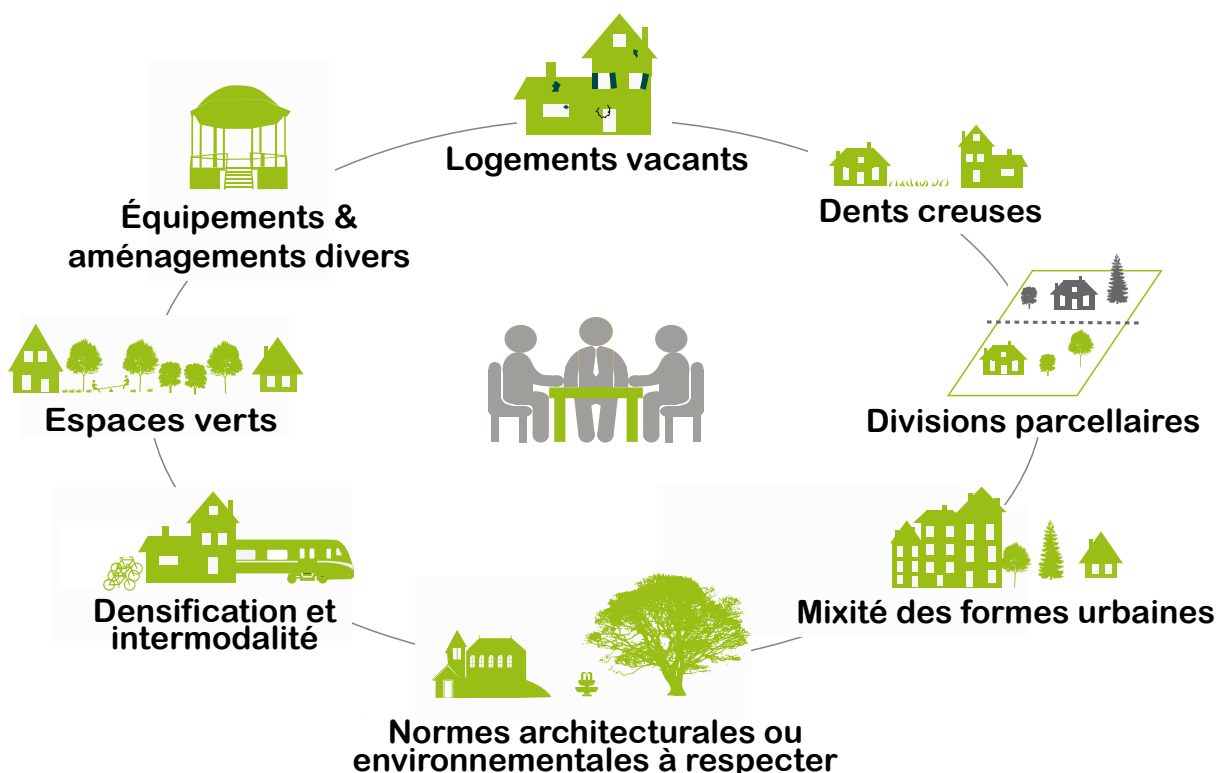 Logements vacants
Dents creuses
Équipements &
aménagements divers
Espaces verts
Divisions parcellaires
Densification et
intermodalité
Mixité des formes urbaines
Normes architecturales ou
environnementales à respecter